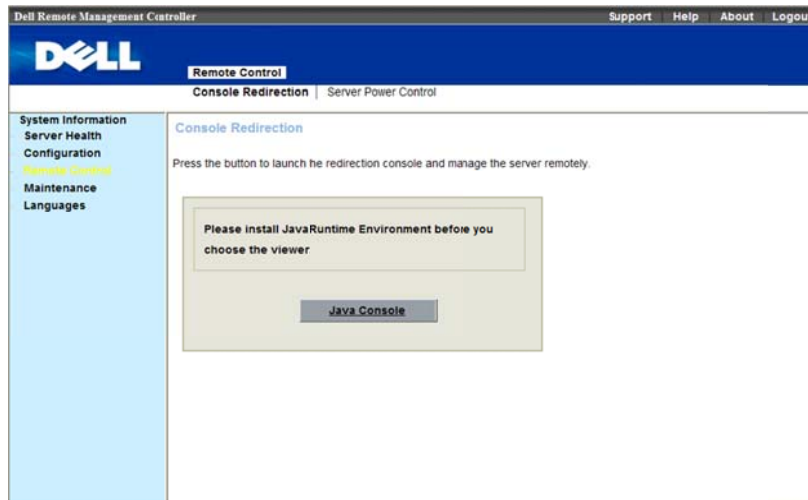 Dell Remote Management Controller
Support Help About Logou
DELL
Remote Control
Console Redirection | Server Power Control
System Information
Server Health
Configuration
Remote Control
Maintenance
Languages
Console Redirection
Press the button to launch he redirection console and manage the server remotely.
Please install JavaRuntime Environment before you
choose the viewer
Java Console